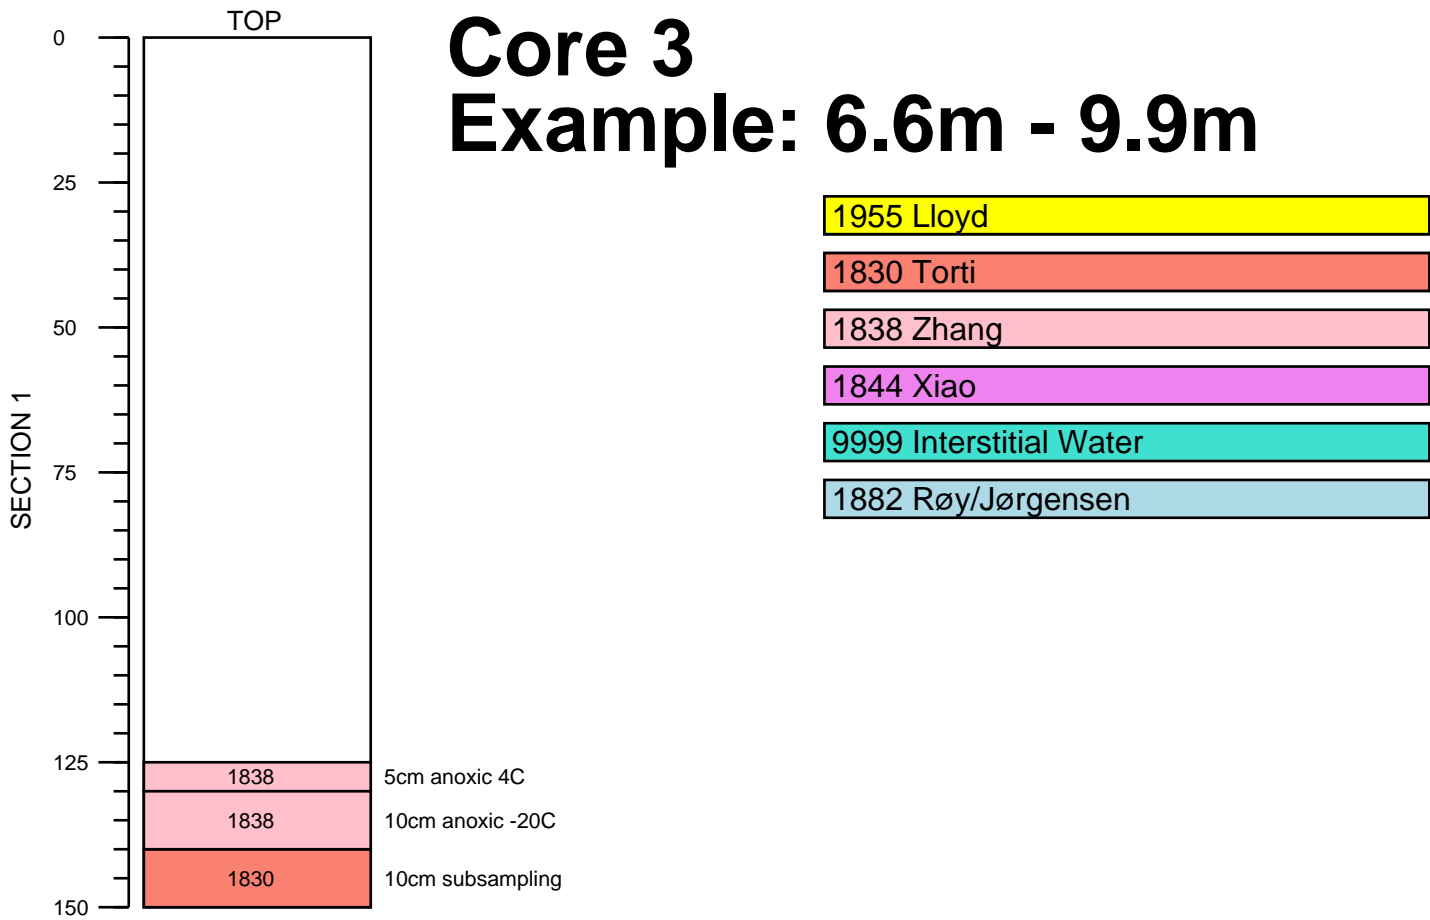 TOP
Core 3
Example: 6.6m - 9.9m
0
25
50
75
100
125
150
SECTION 1
1955 Lloyd
1830 Torti
1838 Zhang
1844 Xiao
9999 Interstitial Water
1882 Røy/Jørgensen
1838 5cm anoxic 4C
1838 10cm anoxic -20C
1830 10cm subsampling